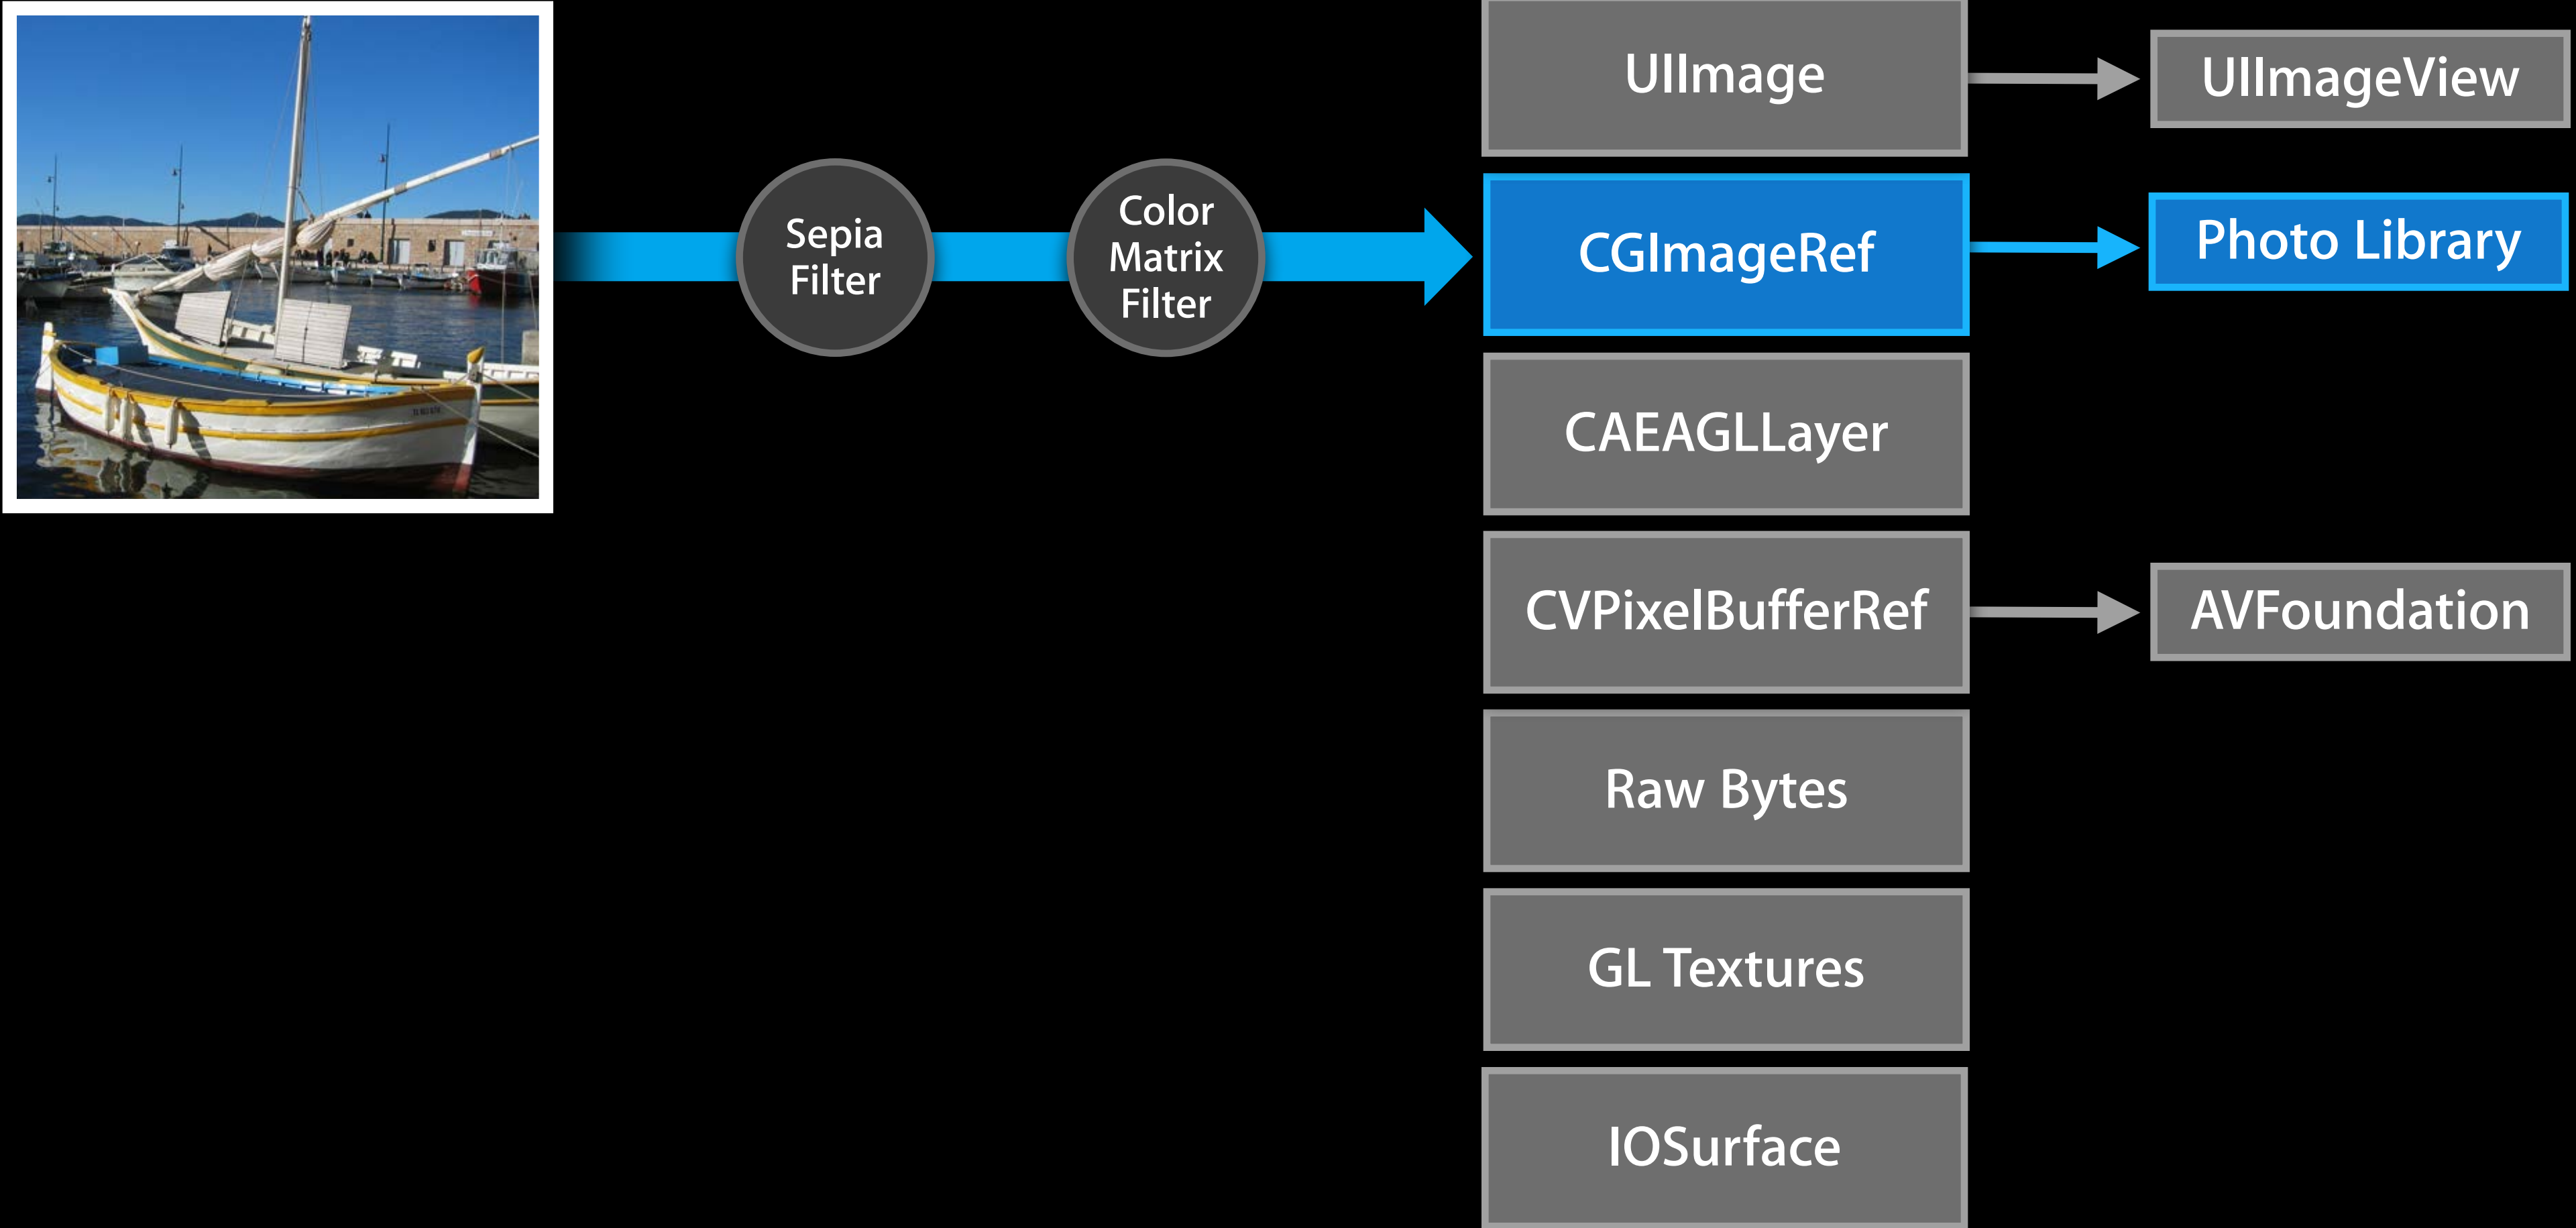 UIImage
UIImageView
Sepia
Filter
Color
Matrix
Filter
CGImageRef
Photo Library
CAEAGLLayer
CVPixelBufferRef
AVFoundation
Raw Bytes
GL Textures
IOSurface